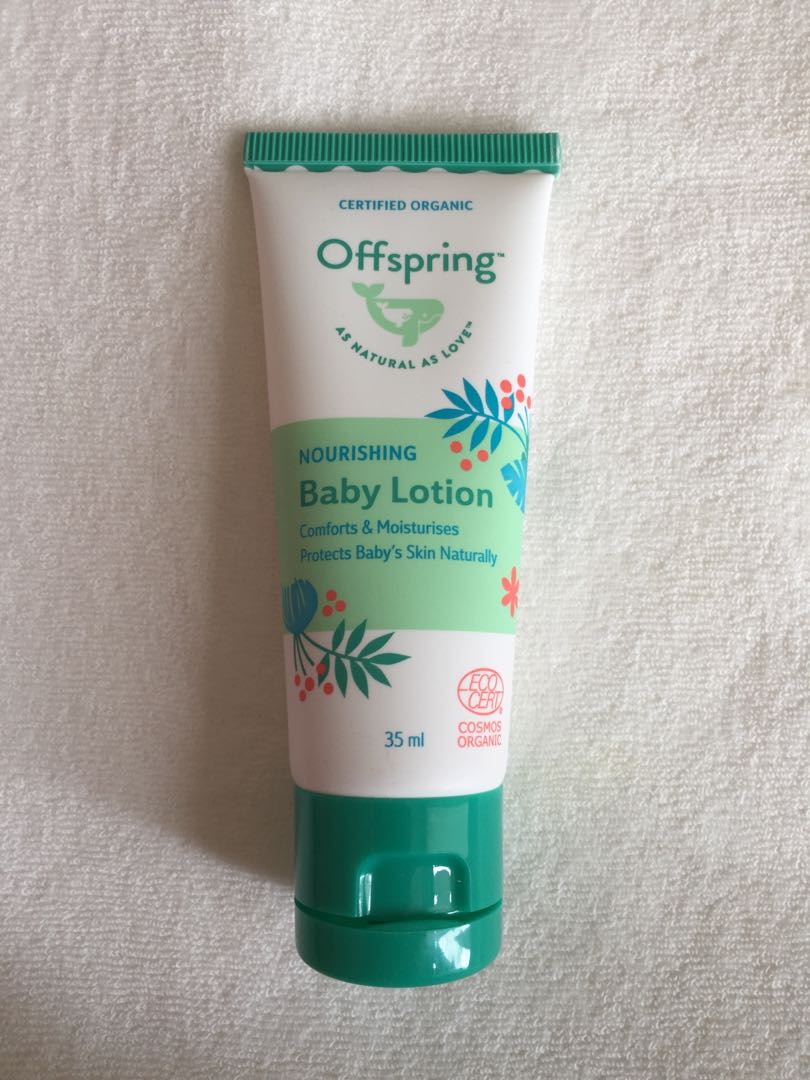 CERTIFIED ORGANIC
Offspring™
AS NATURAL AS LOVE™
NOURISHING
Baby Lotion
Comforts & Moisturises
Protects Baby's Skin Naturally
ECO
CERT®
35 ml
COSMOS
ORGANIC